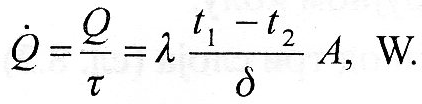 Q̇ = Q/τ = λ (t₁ − t₂)/δ A, W.